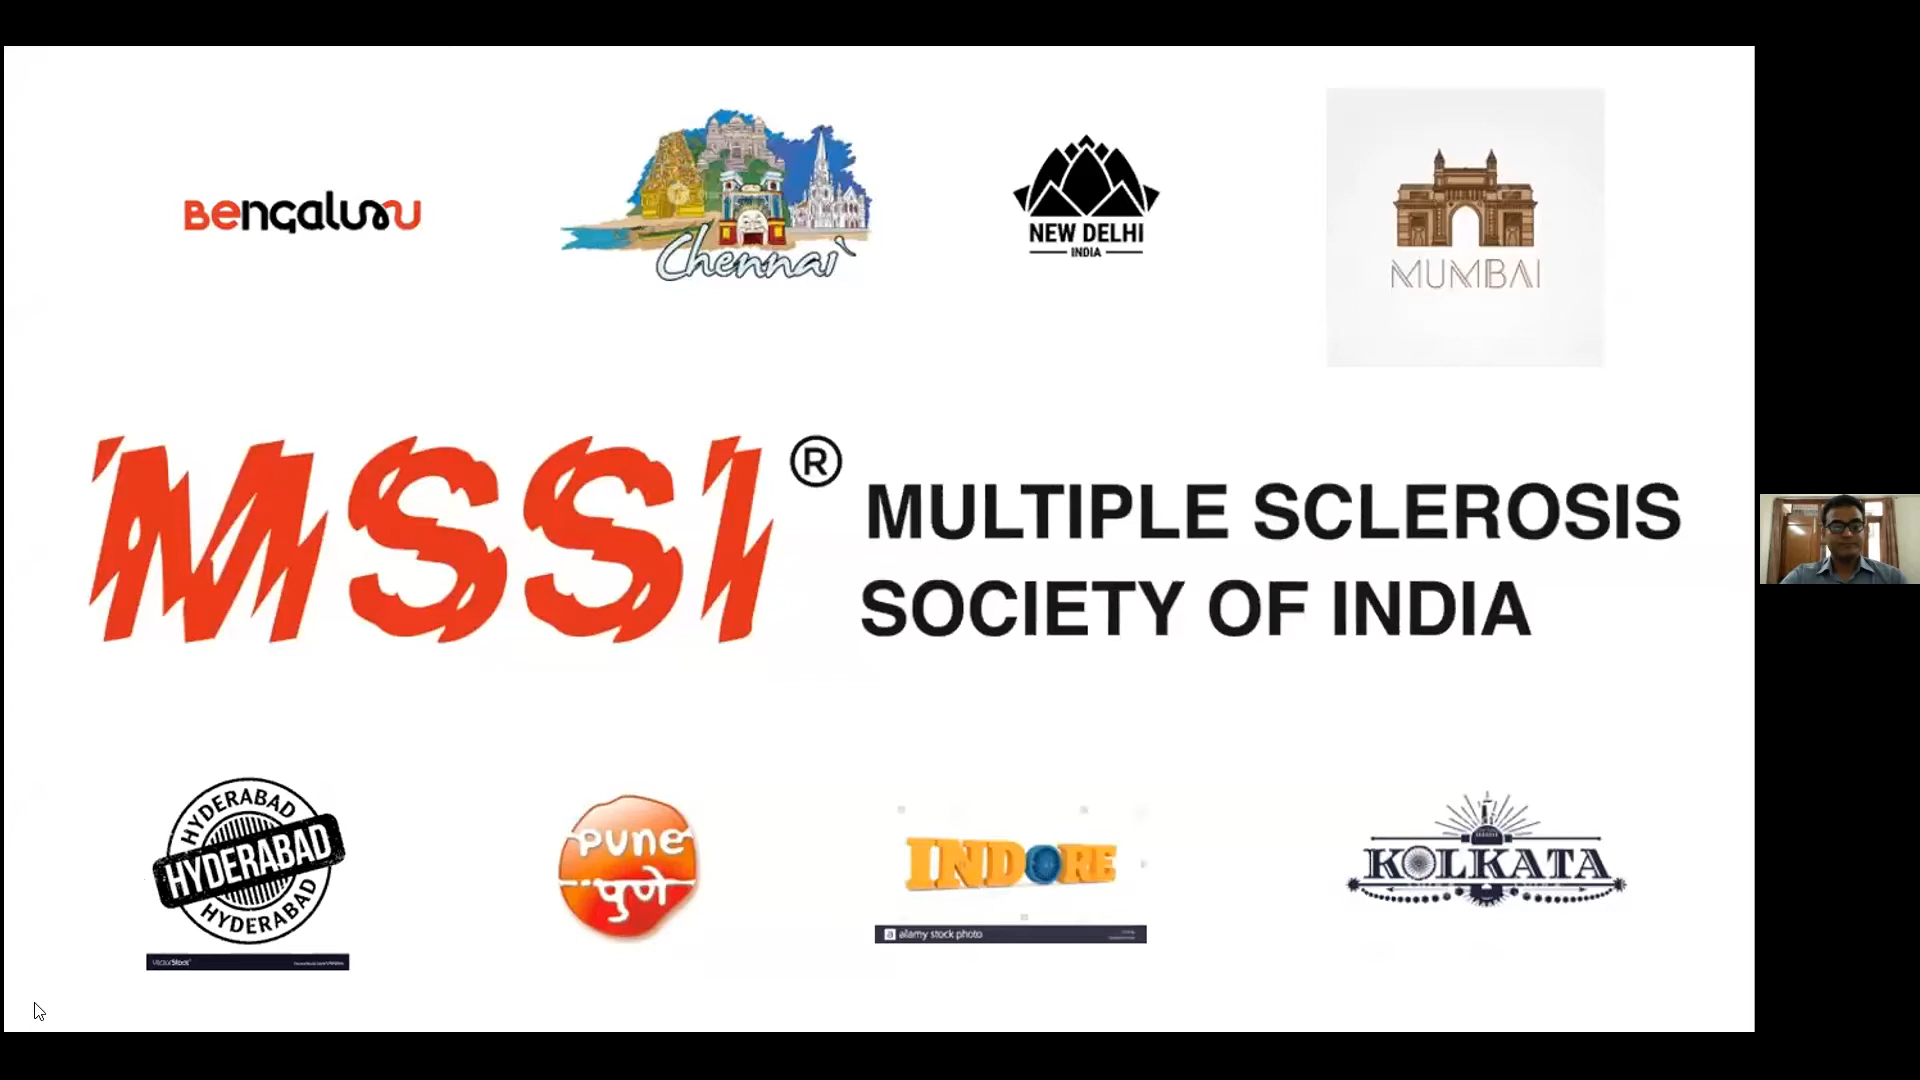 Bengaluru
Chennai
NEW DELHI
INDIA
MUMBAI
MSSI®
MULTIPLE SCLEROSIS
SOCIETY OF INDIA
HYDERABAD
HYDERABAD
HYDERABAD
VectorStock®
pune
पुणे
INDORE
a alamy stock photo
KOLKATA